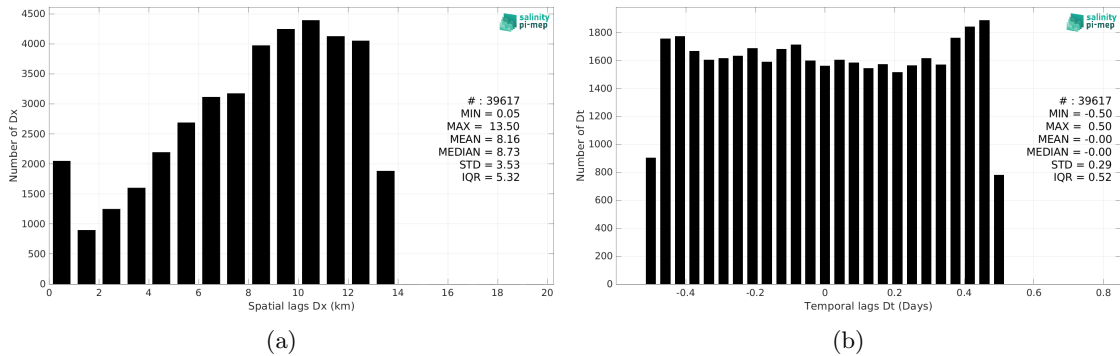 4500
4000
3500
3000
2500
2000
1500
1000
500
0
Number of Dx
salinity
pi-mep
# : 39617
MIN = 0.05
MAX = 13.50
MEAN = 8.16
MEDIAN = 8.73
STD = 3.53
IQR = 5.32
0 2 4 6 8 10 12 14 16 18 20
Spatial lags Dx (km)
(a)
1800
1600
1400
1200
1000
800
600
400
200
0
Number of Dt
salinity
pi-mep
# : 39617
MIN = -0.50
MAX = 0.50
MEAN = -0.00
MEDIAN = -0.00
STD = 0.29
IQR = 0.52
-0.4 -0.2 0 0.2 0.4 0.6 0.8
Temporal lags Dt (Days)
(b)